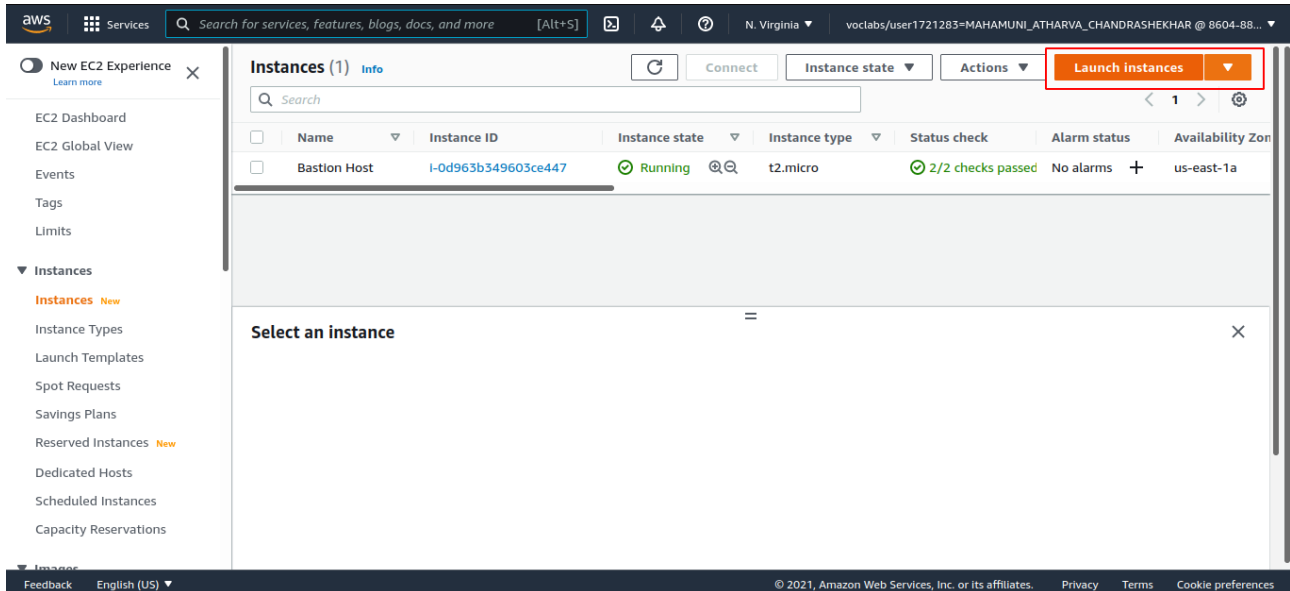 aws Services Search for services, features, blogs, docs, and more [Alt+S] N. Virginia ▼ voclabs/user1721283=MAHAMUNI_ATHARVA_CHANDRASHEKHAR @ 8604-88... ▼
New EC2 Experience
Learn more
EC2 Dashboard
EC2 Global View
Events
Tags
Limits
Instances
Instances New
Instance Types
Launch Templates
Spot Requests
Savings Plans
Reserved Instances New
Dedicated Hosts
Scheduled Instances
Capacity Reservations
Images
Instances (1) Info
Connect Instance state ▼ Actions ▼ Launch instances ▼
Search
< 1 >
Name Instance ID Instance state Instance type Status check Alarm status Availability Zon
Bastion Host i-0d963b349603ce447 Running t2.micro 2/2 checks passed No alarms + us-east-1a
Select an instance
Feedback English (US) ▼ © 2021, Amazon Web Services, Inc. or its affiliates. Privacy Terms Cookie preferences